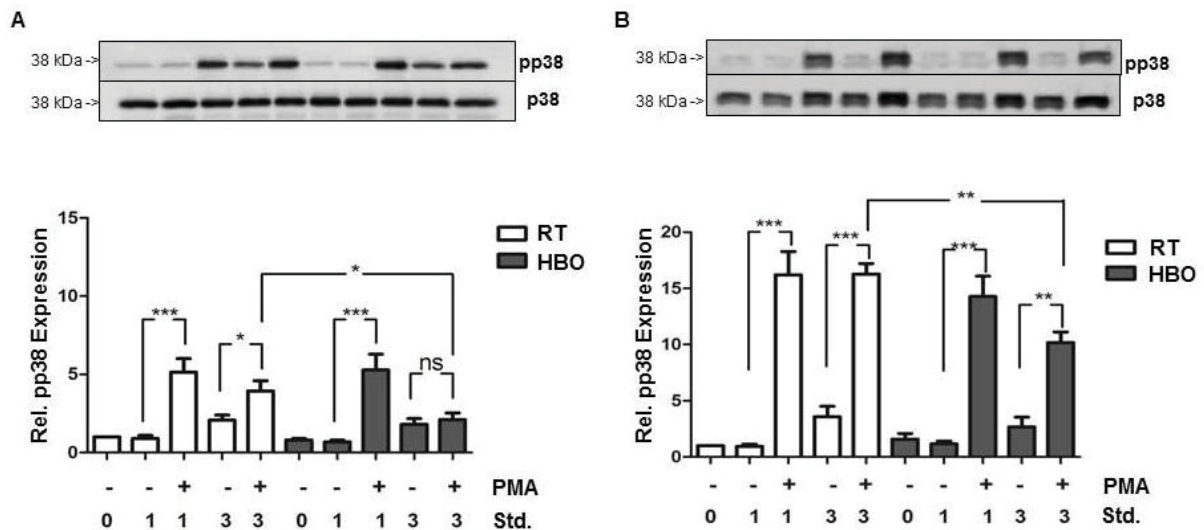 A
38 kDa -> pp38
38 kDa -> p38
15
10
5
0
Rel. pp38 Expression
RT
HBO
***
*
*
***
ns
- - + - + - - + - + PMA
0 1 1 3 3 0 1 1 3 3 Std.
B
38 kDa -> pp38
38 kDa -> p38
20
15
10
5
0
Rel. pp38 Expression
RT
HBO
***
***
**
***
**
- - + - + - - + - + PMA
0 1 1 3 3 0 1 1 3 3 Std.